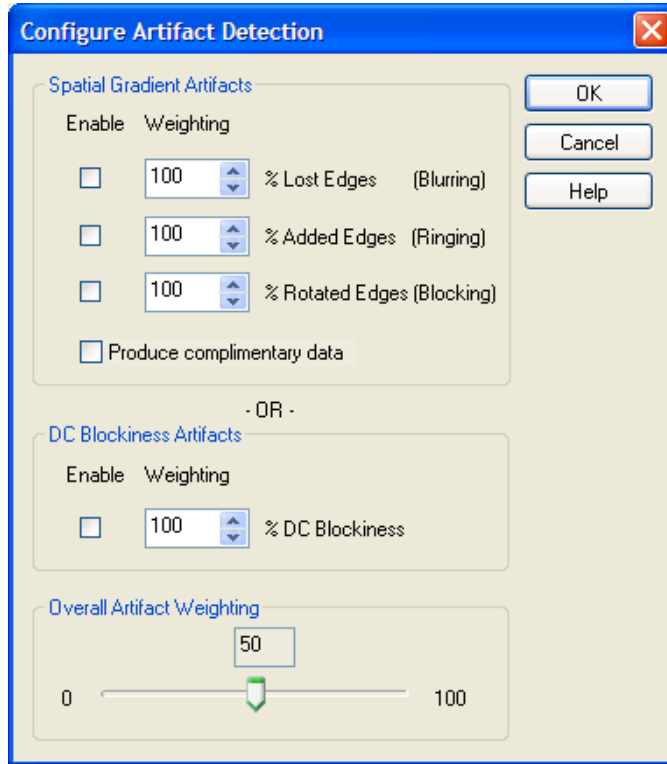 Configure Artifact Detection
Spatial Gradient Artifacts
OK
Enable Weighting
Cancel
100 % Lost Edges (Blurring)
Help
100 % Added Edges (Ringing)
100 % Rotated Edges (Blocking)
Produce complimentary data
- OR -
DC Blockiness Artifacts
Enable Weighting
100 % DC Blockiness
Overall Artifact Weighting
50
0 100